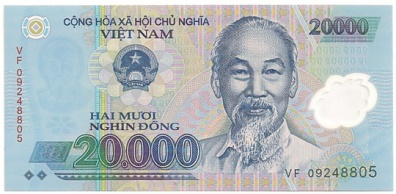 CỘNG HÒA XÃ HỘI CHỦ NGHĨA
VIỆT NAM
20000
VF 09248805
HAI MƯƠI
NGHÌN ĐỒNG
20.000
VF 09248805